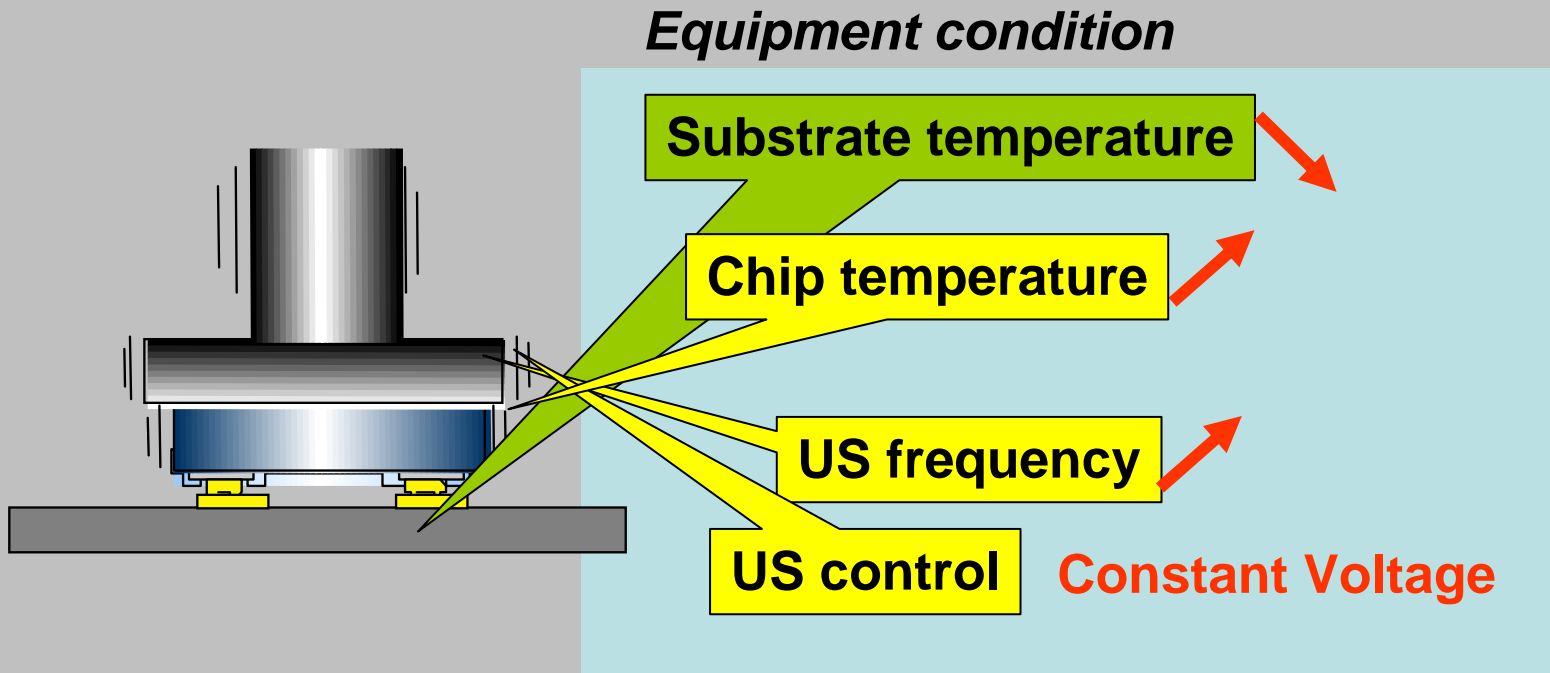 Equipment condition
Substrate temperature
Chip temperature
US frequency
US control
Constant Voltage